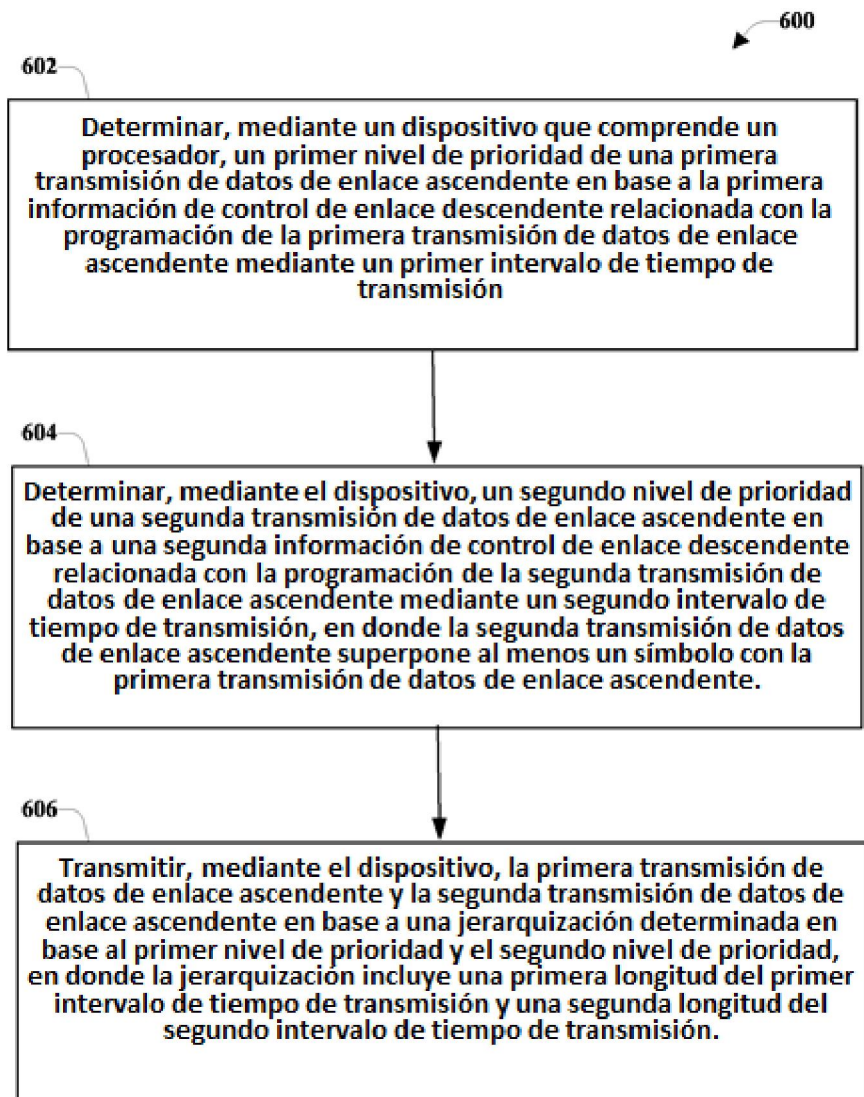 600
602
Determinar, mediante un dispositivo que comprende un
procesador, un primer nivel de prioridad de una primera
transmisión de datos de enlace ascendente en base a la primera
información de control de enlace descendente relacionada con la
programación de la primera transmisión de datos de enlace
ascendente mediante un primer intervalo de tiempo de
transmisión
604
Determinar, mediante el dispositivo, un segundo nivel de prioridad
de una segunda transmisión de datos de enlace ascendente en
base a una segunda información de control de enlace descendente
relacionada con la programación de la segunda transmisión de
datos de enlace ascendente mediante un segundo intervalo de
tiempo de transmisión, en donde la segunda transmisión de datos
de enlace ascendente superpone al menos un símbolo con la
primera transmisión de datos de enlace ascendente.
606
Transmitir, mediante el dispositivo, la primera transmisión de
datos de enlace ascendente y la segunda transmisión de datos de
enlace ascendente en base a una jerarquización determinada en
base al primer nivel de prioridad y el segundo nivel de prioridad,
en donde la jerarquización incluye una primera longitud del primer
intervalo de tiempo de transmisión y una segunda longitud del
segundo intervalo de tiempo de transmisión.